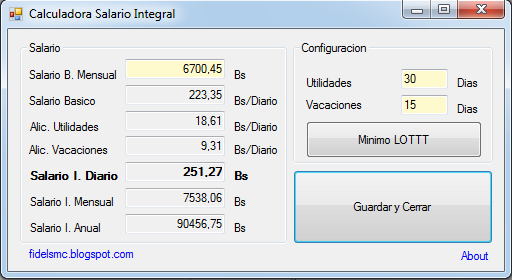 Calculadora Salario Integral
Salario
Salario B. Mensual 6700,45 Bs
Salario Basico 223,35 Bs/Diario
Alic. Utilidades 18,61 Bs/Diario
Alic. Vacaciones 9,31 Bs/Diario
Salario I. Diario 251,27 Bs
Salario I. Mensual 7538,06 Bs
Salario I. Anual 90456,75 Bs
Configuracion
Utilidades 30 Dias
Vacaciones 15 Dias
Minimo LOTTT
Guardar y Cerrar
fidelsmc.blogspot.com
About